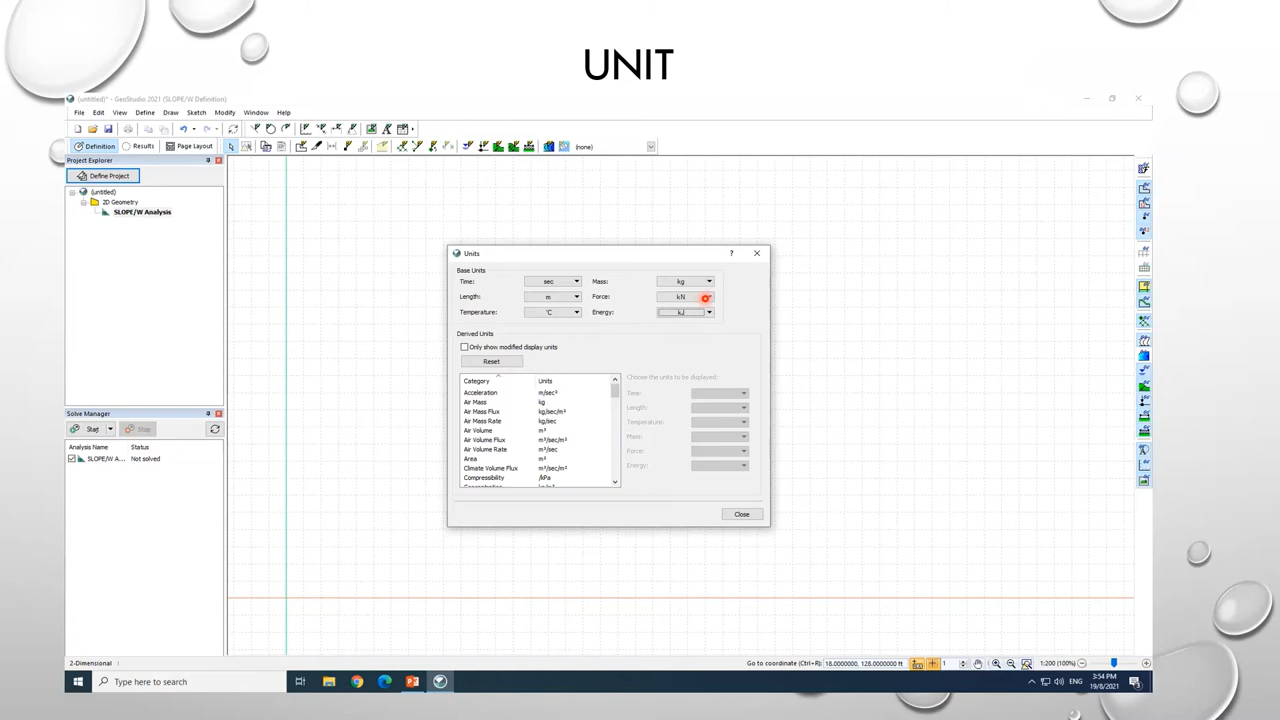 UNIT
(untitled)* - GeoStudio 2021 (SLOPE/W Definition)
File Edit View Define Draw Sketch Modify Window Help
Definition Results Page Layout (none)
Project Explorer
Define Project
(untitled)
2D Geometry
SLOPE/W Analysis
Units
Base Units
Time: sec Mass: kg
Length: m Force: kN
Temperature: °C Energy: kJ
Derived Units
Only show modified display units
Reset
Choose the units to be displayed:
Category Units
Acceleration m/sec²
Air Mass kg
Air Mass Flux kg/sec/m²
Air Mass Rate kg/sec
Air Volume m³
Air Volume Flux m³/sec/m²
Air Volume Rate m³/sec
Area m²
Climate Volume Flux m³/sec/m²
Compressibility /kPa
Time:
Length:
Temperature:
Mass:
Force:
Energy:
Close
Solve Manager
Start Stop
Analysis Name Status
SLOPE/W A... Not solved
2-Dimensional Go to coordinate (Ctrl+R): 18.0000000, 128.0000000 ft 1 1:200 (100%)
Type here to search
ENG
3:54 PM
19/8/2021
3